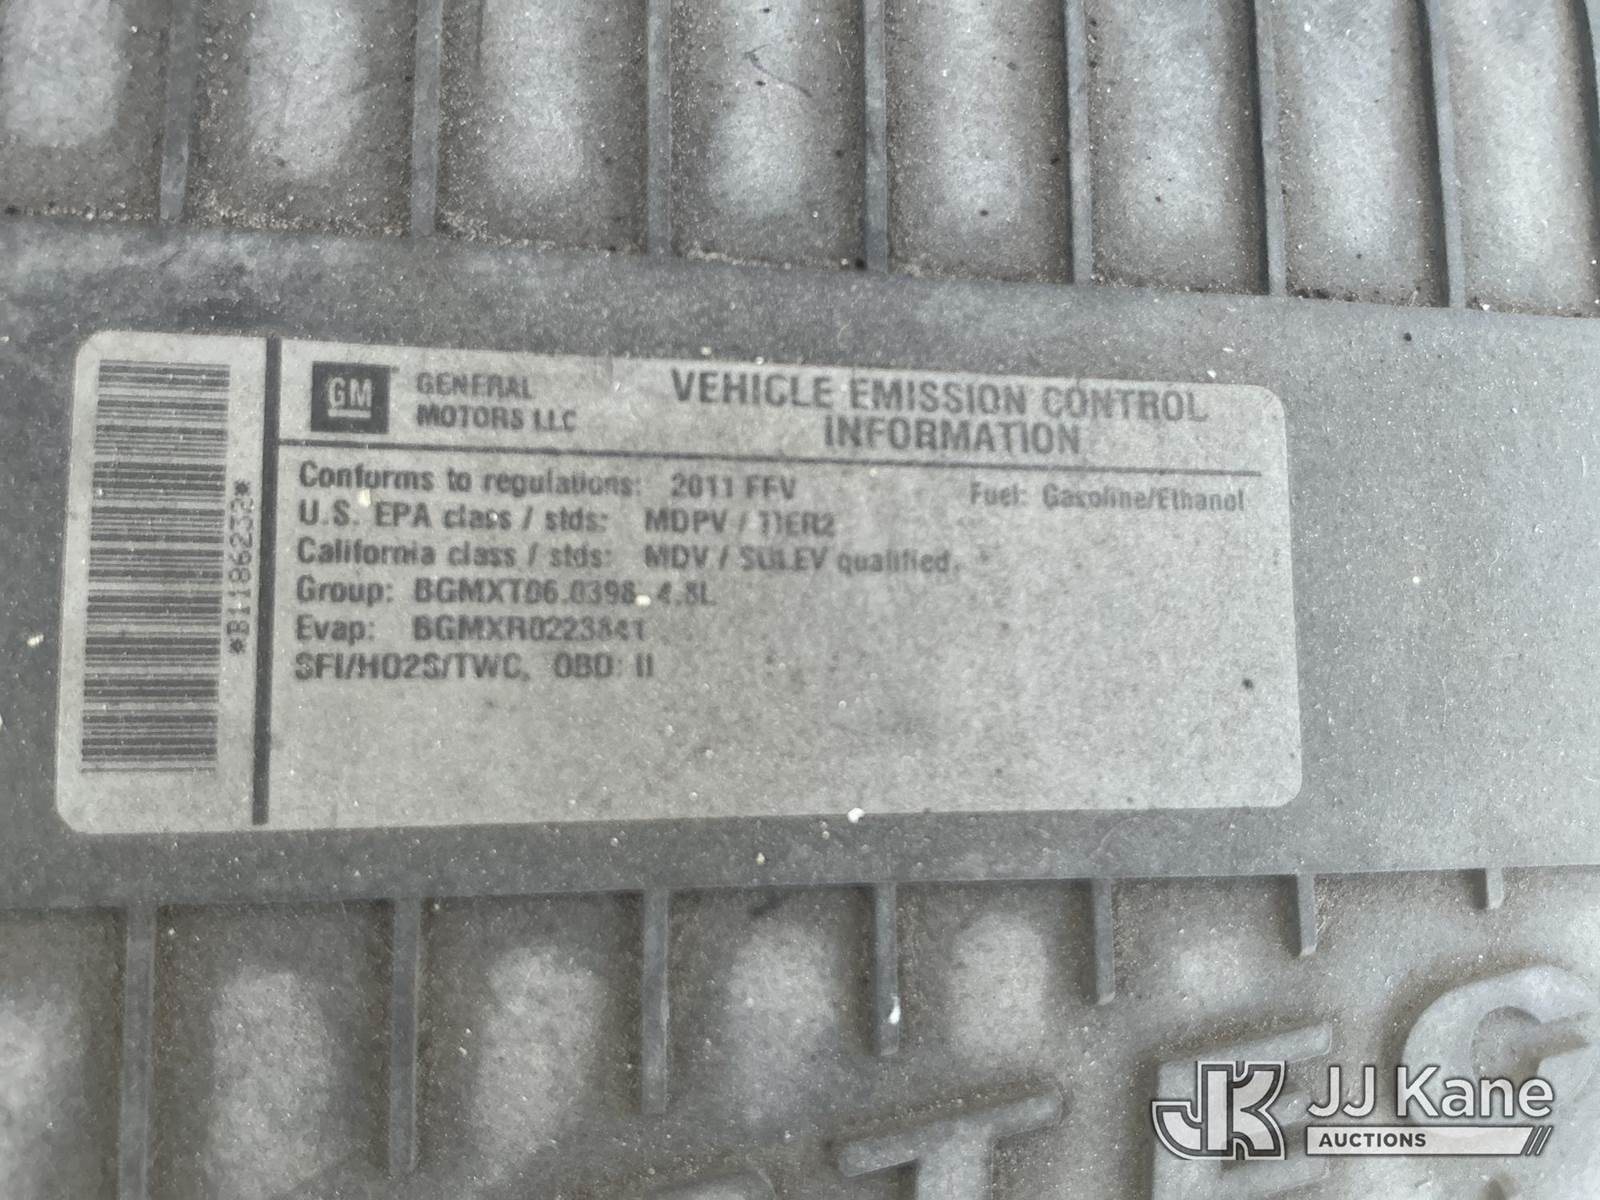 *B1186232*
GM
GENERAL
MOTORS LLC
VEHICLE EMISSION CONTROL
INFORMATION
Conforms to regulations: 2011 FFV
Fuel: Gasoline/Ethanol
U.S. EPA class / stds: MDPV / TIER2
California class / stds: MDV / SULEV qualified.
Group: BGMXT06.0398 4.8L
Evap: BGMXR0223841
SFI/HO2S/TWC, OBD: II
JK JJ Kane
AUCTIONS